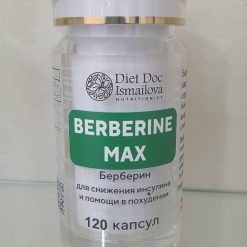 Diet Doc
Ismailova
NUTRITIONIST
BERBERINE
MAX
Берберин
для снижения инсулина
и помощи в похудении
120 капсул